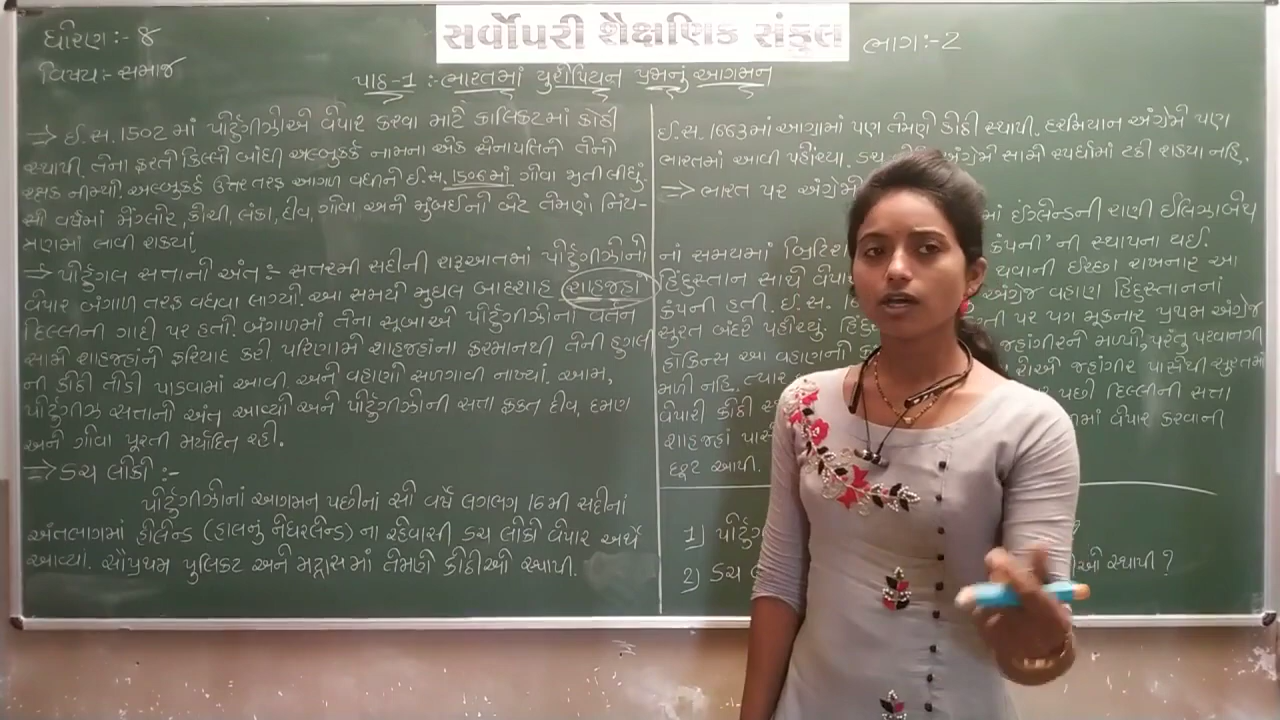 ધોરણ:- 8
સર્વોપરી શૈક્ષણિક સંકુલ
ભાગ:-2
વિષય:- સમાજ
પાઠ-1 :- ભારતમાં યુરોપિયન પ્રજાનું આગમન
⇒ ઈ.સ.1502 માં પોર્ટુગીઝોએ વેપાર કરવા માટે કાલિકટમાં કોઠી
સ્થાપી. તેના ફરતો કિલ્લો બાંધી અલ્બુકર્ક નામના એક સેનાપતિને તેનો
રક્ષક નીમ્યો. અલ્બુકર્ક ઉત્તર તરફ આગળ વધીને ઈ.સ.1506માં ગોવા જીતી લીધું.
સો વર્ષમાં મેંગ્લોર, કોચી, લંકા, દીવ, ગોવા અને મુંબઈનો બેટ તેમણે નિયં-
ત્રણમાં લાવી શક્યાં.
⇒ પોર્ટુગલ સત્તાનો અંત :- સત્તરમી સદીની શરૂઆતમાં પોર્ટુગીઝોનો
વેપાર બંગાળ તરફ વધવા લાગ્યો. આ સમયે મુઘલ બાદશાહ શાહજહાં
દિલ્લીની ગાદી પર હતો. બંગાળમાં તેના સૂબાએ પોર્ટુગીઝોના વર્તન
સામે શાહજહાંને ફરિયાદ કરી પરિણામે શાહજહાંના ફરમાનથી તેની હુગલી
ની કોઠી તોડી પાડવામાં આવી અને વહાણો સળગાવી નાખ્યાં. આમ,
પોર્ટુગીઝ સત્તાનો અંત આવ્યો અને પોર્ટુગીઝોની સત્તા ફક્ત દીવ, દમણ
અને ગોવા પૂરતી મર્યાદિત રહી.
⇒ ડચ લોકો :-
પોર્ટુગીઝોનાં આગમન પછીનાં સો વર્ષે લગભગ 16મી સદીનાં
અંતભાગમાં હોલેન્ડ (હાલનું નેધરલેન્ડ) ના રહેવાસી ડચ લોકો વેપાર અર્થે
આવ્યા. સૌપ્રથમ પુલિકટ અને મદ્રાસમાં તેમણે કોઠીઓ સ્થાપી.
ઈ.સ.1663માં આગ્રામાં પણ તેમણે કોઠી સ્થાપી. દરમિયાન અંગ્રેજો પણ
ભારતમાં આવી પહોંચ્યા. ડચ અંગ્રેજો સામે સ્પર્ધામાં ટકી શક્યા નહિ.
⇒ ભારત પર અંગ્રેજો
માં ઈંગ્લેન્ડની રાણી ઈલિઝાબેથ
નાં સમયમાં કંપની'ની સ્થાપના થઈ.
હિંદુસ્તાન સાથે થવાની ઈચ્છા રાખનાર આ
કંપની હતી. ઈ.સ. અંગ્રેજ વહાણ હિંદુસ્તાનનાં
સુરત બંદરે પહોંચ્યું. પર પગ મૂકનાર પ્રથમ અંગ્રેજ
હોકિન્સ આ વહાણનો જહાંગીરને મળ્યો, પરંતુ પરવાનગી
મળી નહિ. ત્યાર જહાંગીર પાસેથી સુરતમાં
વેપારી કોઠી પછી દિલ્લીની સત્તા
શાહજહાં વેપાર કરવાની
છૂટ આપી.
1)
2) ડચ સ્થાપી ?